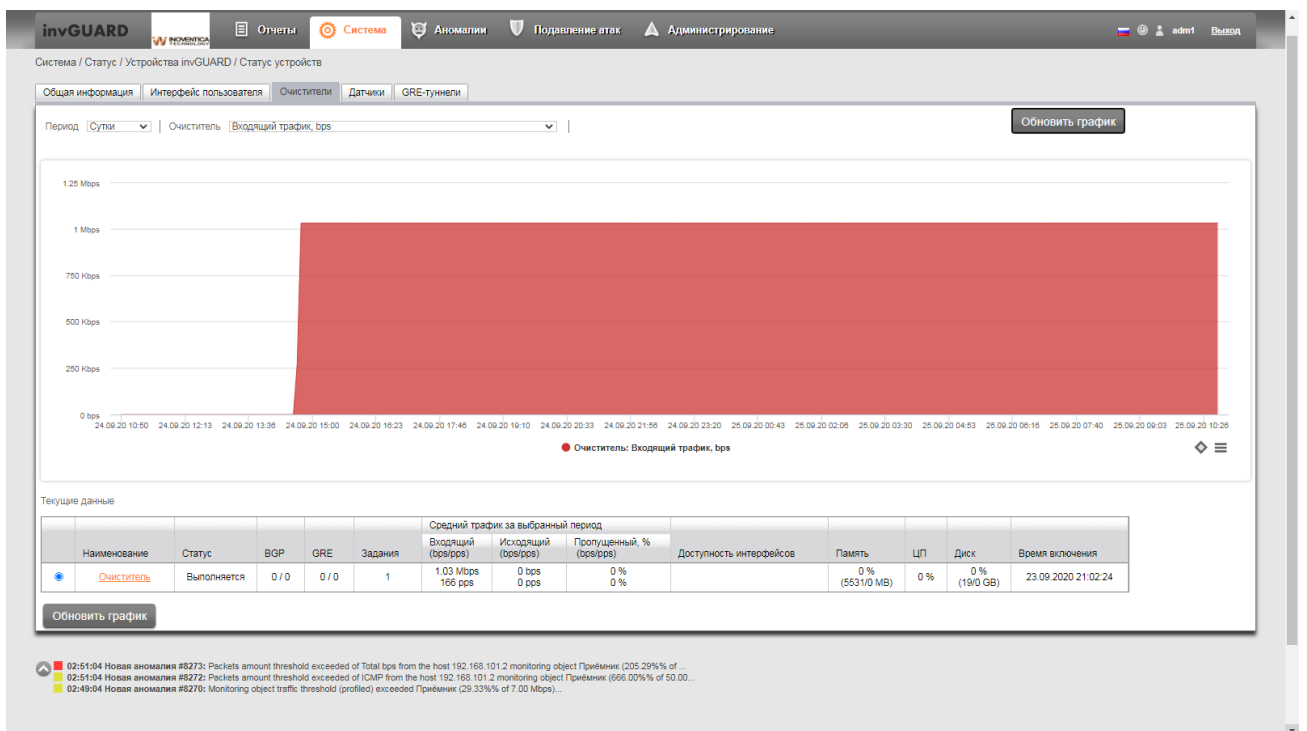 invGUARD
INOVENTICA
TECHNOLOGY
Отчеты
Система
Аномалии
Подавление атак
Администрирование
adm1 Выход
Система / Статус / Устройства invGUARD / Статус устройств
Общая информация Интерфейс пользователя Очистители Датчики GRE-туннели
Период Сутки | Очиститель Входящий трафик, bps |
Обновить график
1.25 Mbps
1 Mbps
750 Kbps
500 Kbps
250 Kbps
0 bps
24.09.20 10:50 24.09.20 12:13 24.09.20 13:36 24.09.20 15:00 24.09.20 16:23 24.09.20 17:46 24.09.20 19:10 24.09.20 20:33 24.09.20 21:56 24.09.20 23:20 25.09.20 00:43 25.09.20 02:06 25.09.20 03:30 25.09.20 04:53 25.09.20 06:16 25.09.20 07:40 25.09.20 09:03 25.09.20 10:26
Очиститель: Входящий трафик, bps
Текущие данные
Средний трафик за выбранный период
Наименование Статус BGP GRE Задания Входящий (bps/pps) Исходящий (bps/pps) Пропущенный, % (bps/pps) Доступность интерфейсов Память ЦП Диск Время включения
Очиститель Выполняется 0 / 0 0 / 0 1 1.03 Mbps 0 bps 0 % 0 % 0 % 0 % 23.09.2020 21:02:24
166 pps 0 pps 0 % (5531/0 MB) (19/0 GB)
Обновить график
02:51:04 Новая аномалия #8273: Packets amount threshold exceeded of Total bps from the host 192.168.101.2 monitoring object Приёмник (205.29%% of ...
02:51:04 Новая аномалия #8272: Packets amount threshold exceeded of ICMP from the host 192.168.101.2 monitoring object Приёмник (666.00%% of 50.00...
02:49:04 Новая аномалия #8270: Monitoring object traffic threshold (profiled) exceeded Приёмник (29.33%% of 7.00 Mbps)...